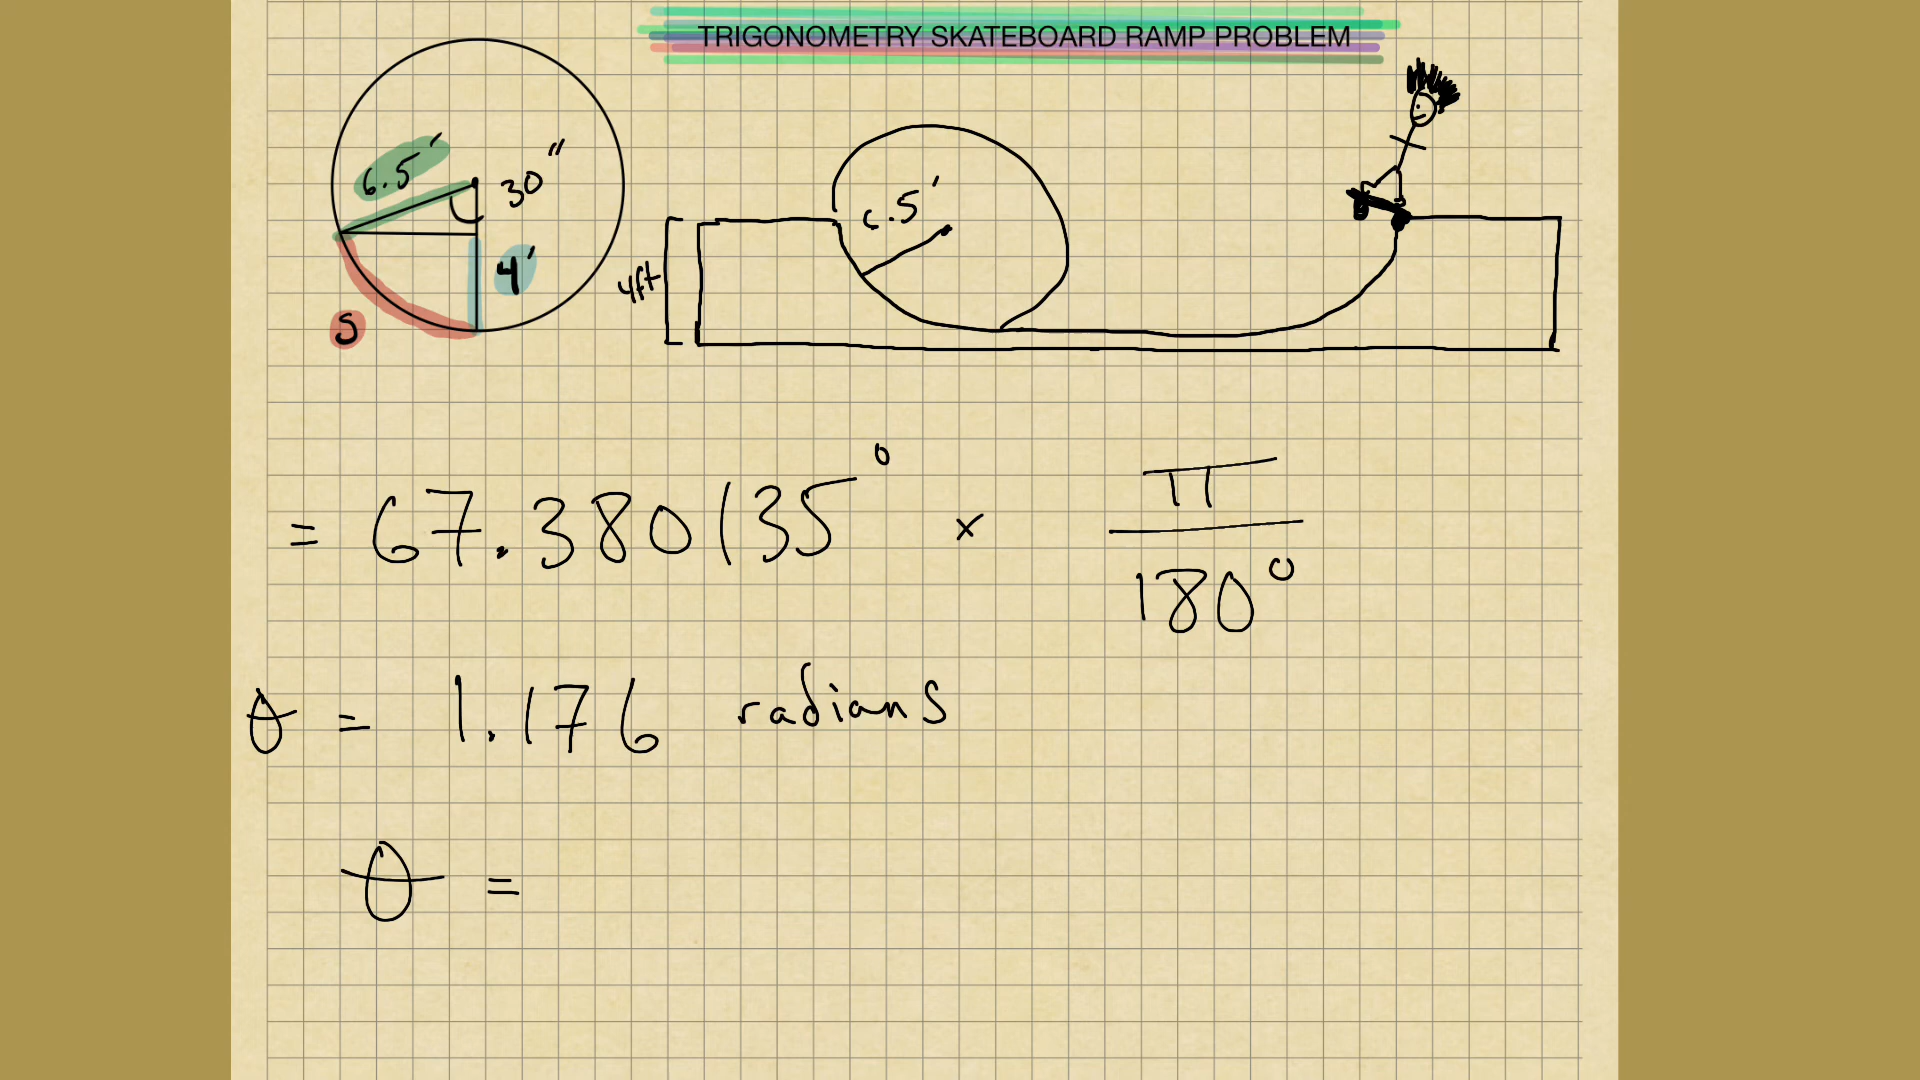 TRIGONOMETRY SKATEBOARD RAMP PROBLEM
6.5'
30"
4'
S
6.5'
4ft
= 67.380135° × π/180°
θ = 1.176 radians
θ =